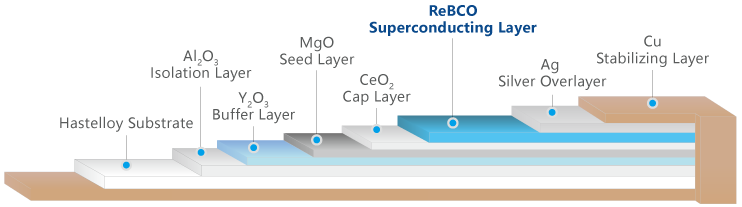 Hastelloy Substrate
Al₂O₃
Isolation Layer
Y₂O₃
Buffer Layer
MgO
Seed Layer
CeO₂
Cap Layer
ReBCO
Superconducting Layer
Ag
Silver Overlayer
Cu
Stabilizing Layer